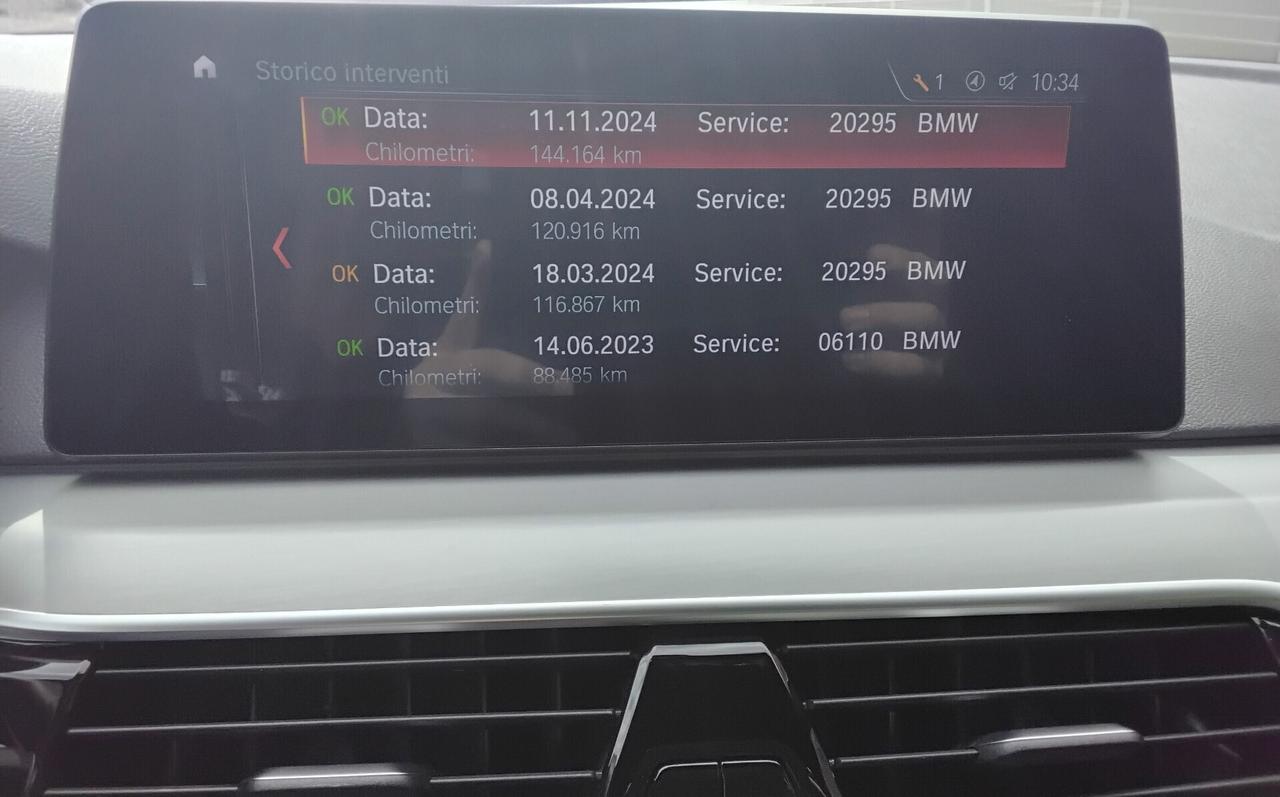 Storico interventi
1 10:34
OK Data: 11.11.2024 Service: 20295 BMW
Chilometri: 144.164 km
OK Data: 08.04.2024 Service: 20295 BMW
Chilometri: 120.916 km
OK Data: 18.03.2024 Service: 20295 BMW
Chilometri: 116.867 km
OK Data: 14.06.2023 Service: 06110 BMW
Chilometri: 88.485 km